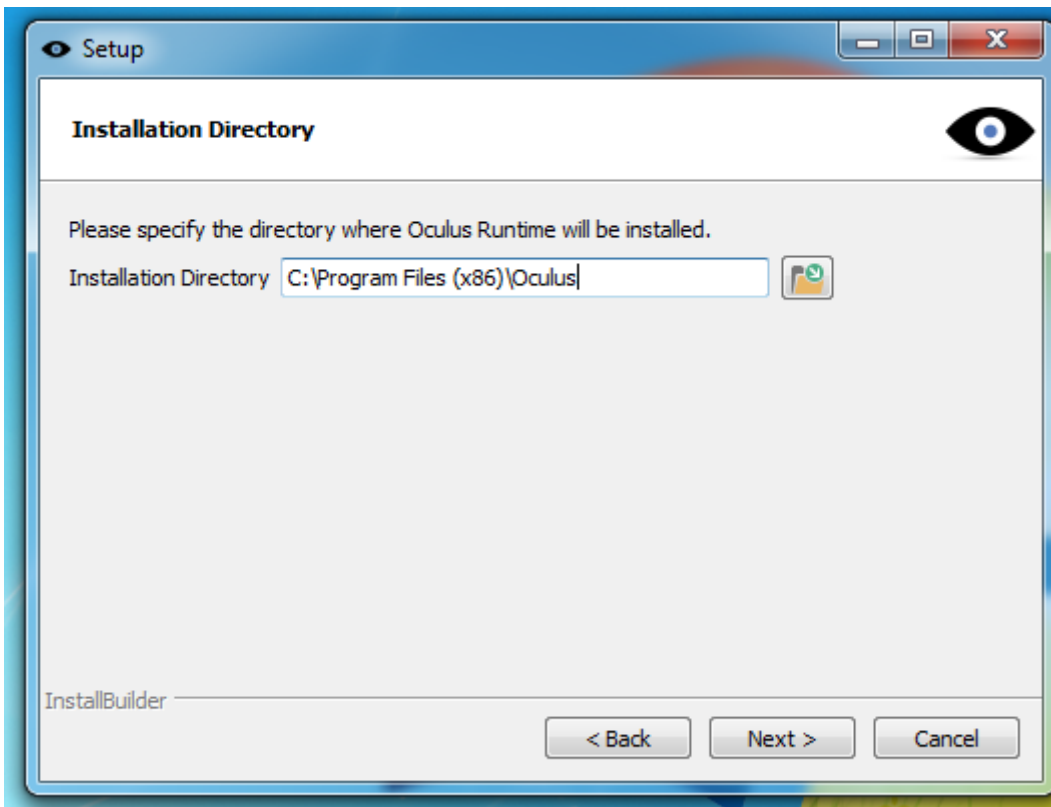 Setup
Installation Directory
Please specify the directory where Oculus Runtime will be installed.
Installation Directory C:\Program Files (x86)\Oculus
InstallBuilder
< Back Next > Cancel